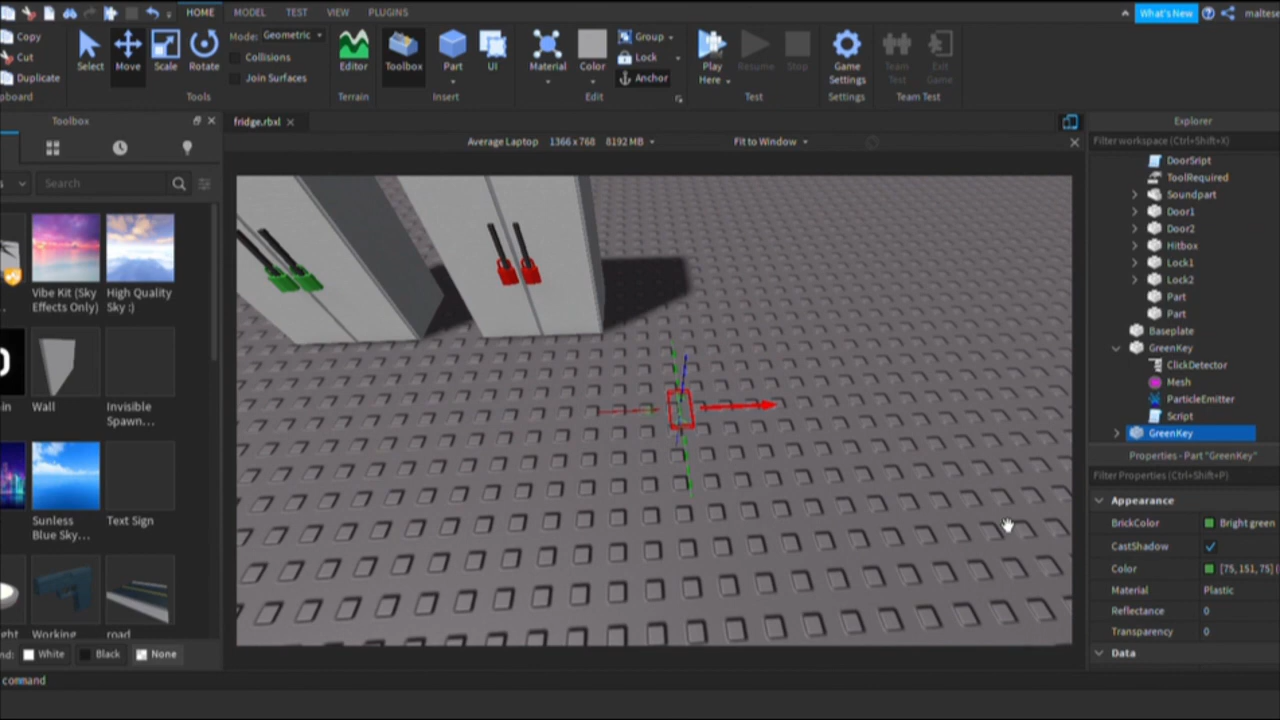 HOME MODEL TEST VIEW PLUGINS What's New maltese
Copy
Cut
Duplicate
pboard
Select Move Scale Rotate
Tools
Mode: Geometric
Collisions
Join Surfaces
Editor
Terrain
Toolbox Part UI
Insert
Material Color
Group
Lock
Anchor
Edit
Play Here Resume Stop
Test
Game Settings
Settings
Team Test Exit Game
Team Test
Toolbox
fridge.rbxl
Explorer
Average Laptop 1366 x 768 8192 MB Fit to Window
Filter workspace (Ctrl+Shift+X)
Search
DoorSript
ToolRequired
Soundpart
Door1
Door2
Hitbox
Lock1
Lock2
Part
Part
Baseplate
GreenKey
ClickDetector
Mesh
ParticleEmitter
Script
GreenKey
Vibe Kit (Sky Effects Only)
High Quality Sky :)
Wall
Invisible Spawn...
Sunless Blue Sky...
Text Sign
Working
road
nd: White Black None
Properties - Part "GreenKey"
Filter Properties (Ctrl+Shift+P)
Appearance
BrickColor Bright green
CastShadow
Color [75, 151, 75] (
Material Plastic
Reflectance 0
Transparency 0
Data
command